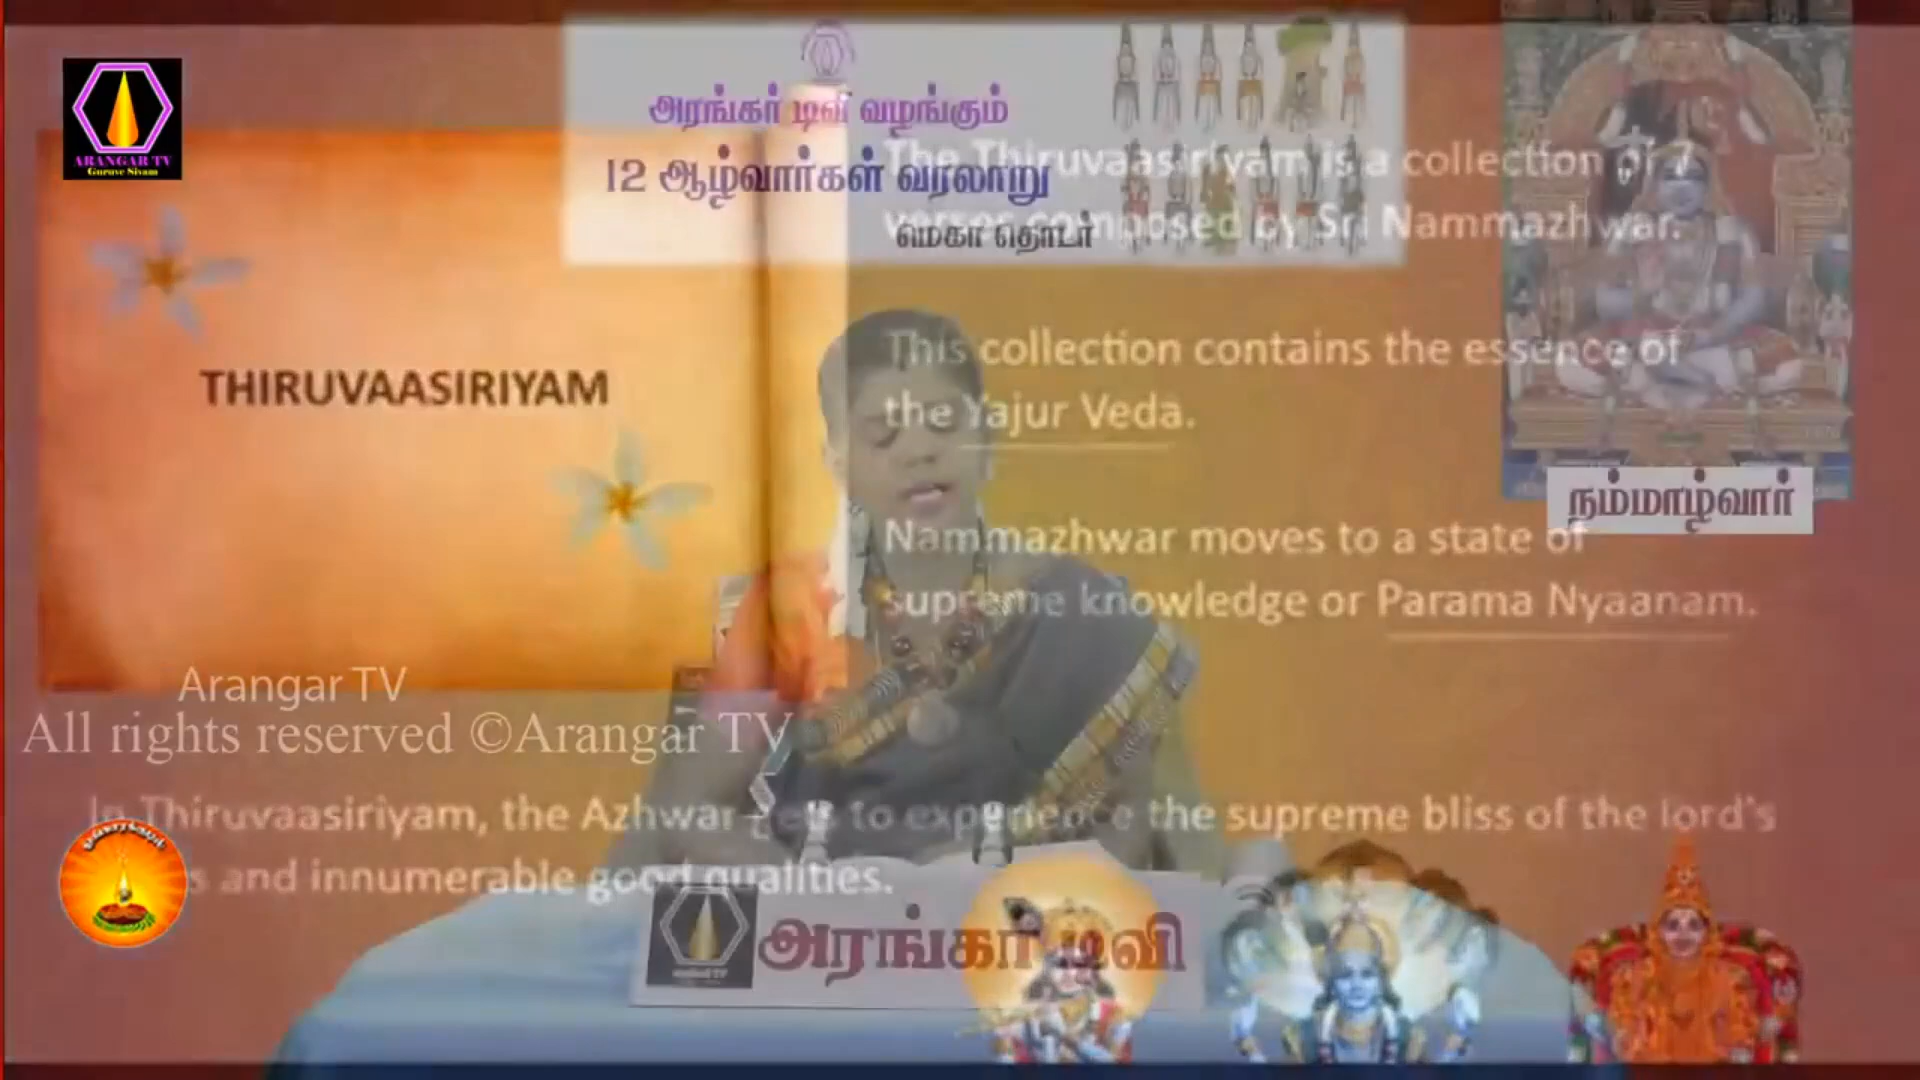 அரங்கர் டிவி வழங்கும்
12 ஆழ்வார்கள் வரலாறு
மெகா தொடர்
ARANGAR TV
Guruve Sivam
The Thiruvaasiriyam is a collection of 7
verses composed by Sri Nammazhwar.
THIRUVAASIRIYAM
This collection contains the essence of
the Yajur Veda.
நம்மாழ்வார்
Nammazhwar moves to a state of
supreme knowledge or Parama Nyaanam.
Arangar TV
All rights reserved ©Arangar TV
In Thiruvaasiriyam, the Azhwar gets to experience the supreme bliss of the lord's
and innumerable good qualities.
அரங்கர் டிவி